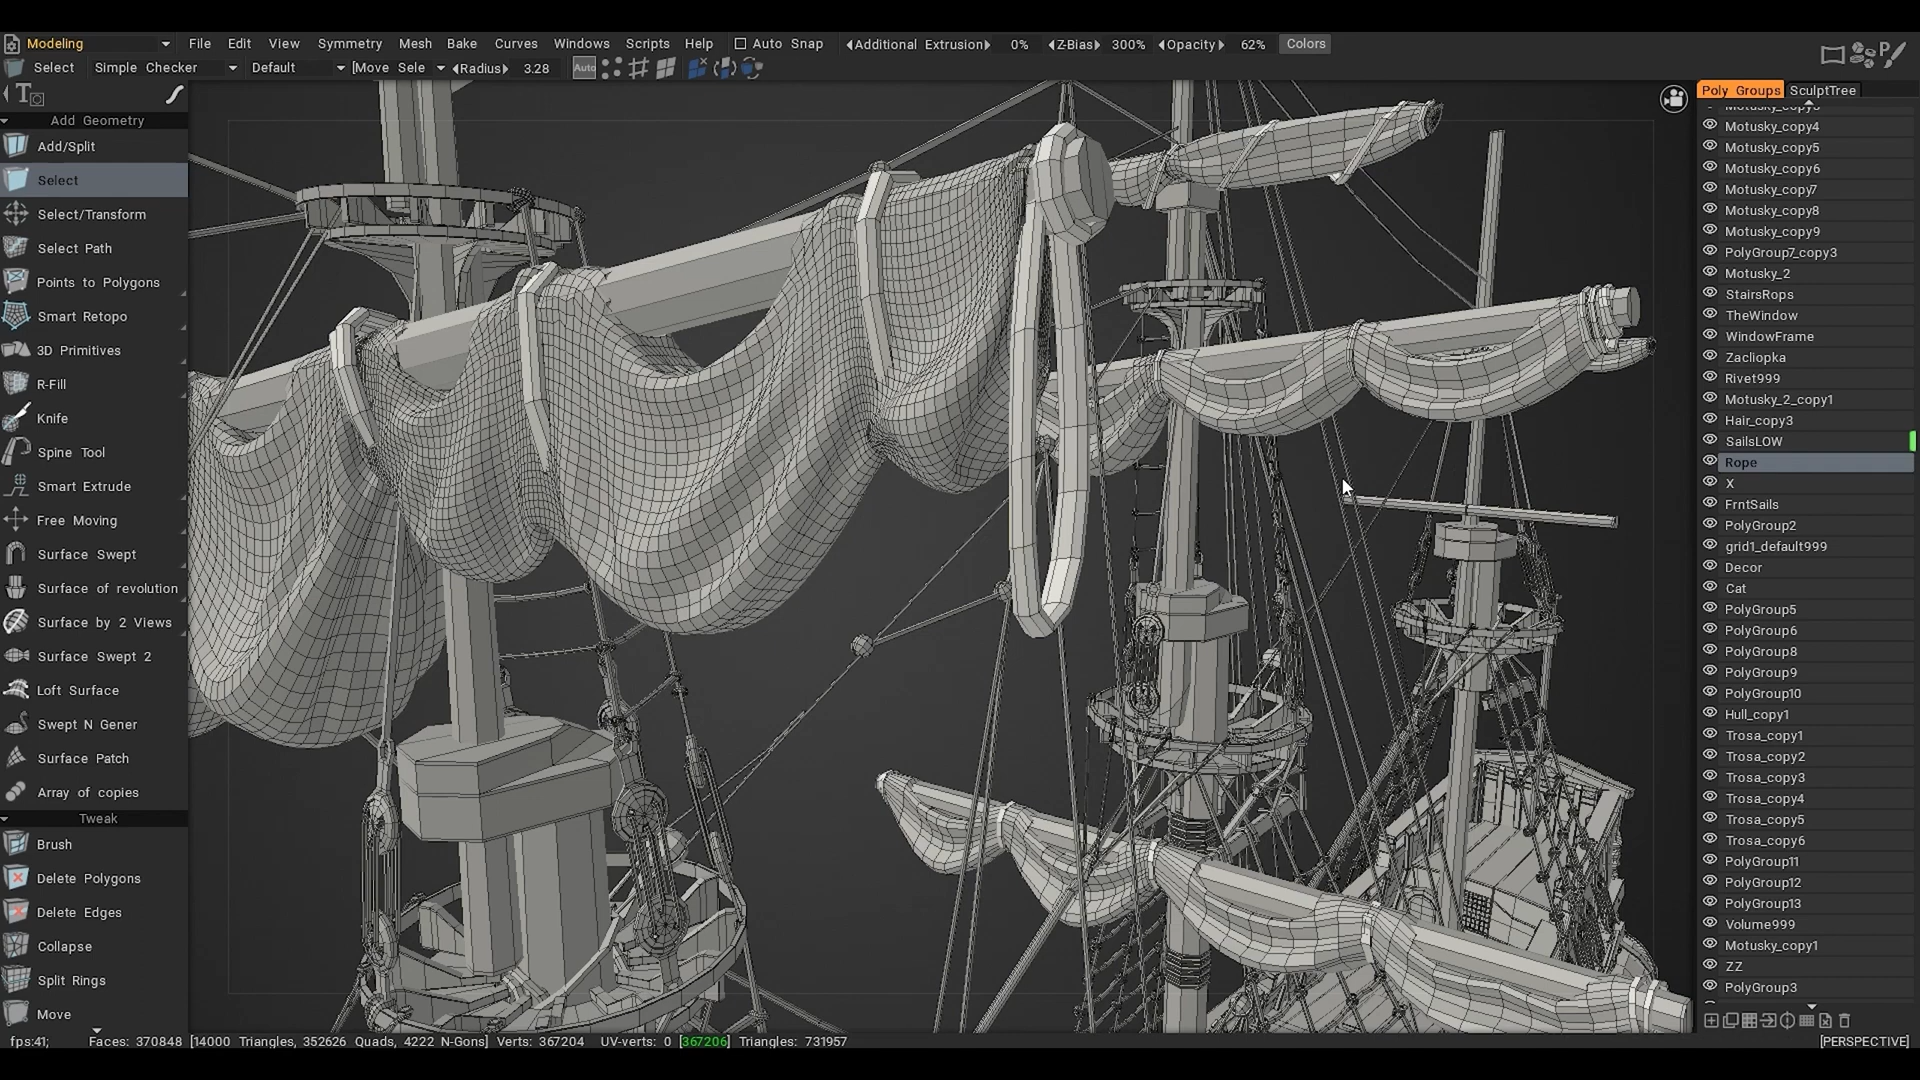 Modeling File Edit View Symmetry Mesh Bake Curves Windows Scripts Help Auto Snap Additional Extrusion 0% Z-Bias 300% Opacity 62% Colors
Select Simple Checker Default [Move Sele Radius 3.28 Auto
Poly Groups SculptTree
Add Geometry
Add/Split
Select
Select/Transform
Select Path
Points to Polygons
Smart Retopo
3D Primitives
R-Fill
Knife
Spine Tool
Smart Extrude
Free Moving
Surface Swept
Surface of revolution
Surface by 2 Views
Surface Swept 2
Loft Surface
Swept N Gener
Surface Patch
Array of copies
Tweak
Brush
Delete Polygons
Delete Edges
Collapse
Split Rings
Move
Motusky_copy4
Motusky_copy5
Motusky_copy6
Motusky_copy7
Motusky_copy8
Motusky_copy9
PolyGroup7_copy3
Motusky_2
StairsRops
TheWindow
WindowFrame
Zacliopka
Rivet999
Motusky_2_copy1
Hair_copy3
SailsLOW
Rope
X
FrntSails
PolyGroup2
grid1_default999
Decor
Cat
PolyGroup5
PolyGroup6
PolyGroup8
PolyGroup9
PolyGroup10
Hull_copy1
Trosa_copy1
Trosa_copy2
Trosa_copy3
Trosa_copy4
Trosa_copy5
Trosa_copy6
PolyGroup11
PolyGroup12
PolyGroup13
Volume999
Motusky_copy1
ZZ
PolyGroup3
fps:41; Faces: 370848 [14000 Triangles, 352626 Quads, 4222 N-Gons] Verts: 367204 UV-verts: 0 [367206] Triangles: 731957 [PERSPECTIVE]